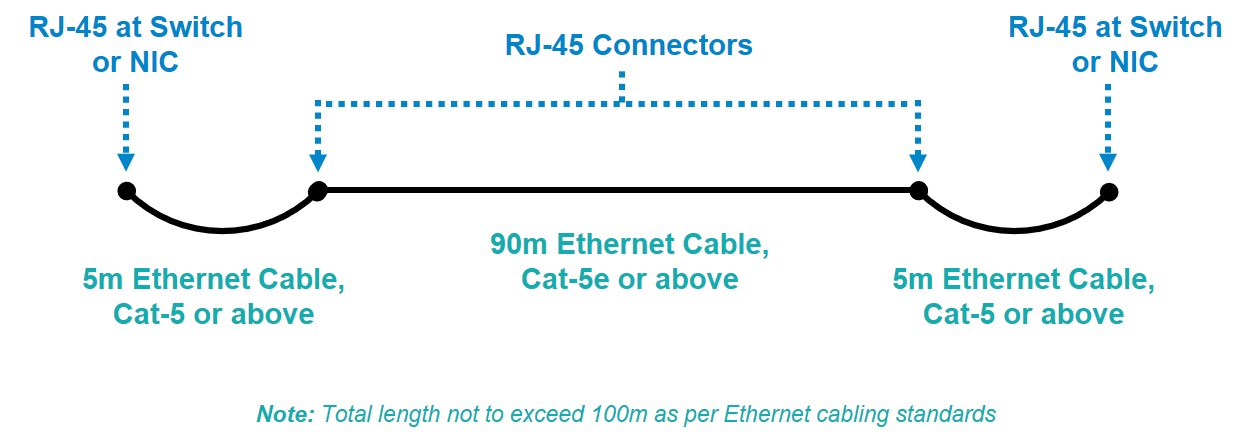 RJ-45 at Switch
or NIC
RJ-45 Connectors
RJ-45 at Switch
or NIC
90m Ethernet Cable,
Cat-5e or above
5m Ethernet Cable,
Cat-5 or above
5m Ethernet Cable,
Cat-5 or above
Note: Total length not to exceed 100m as per Ethernet cabling standards